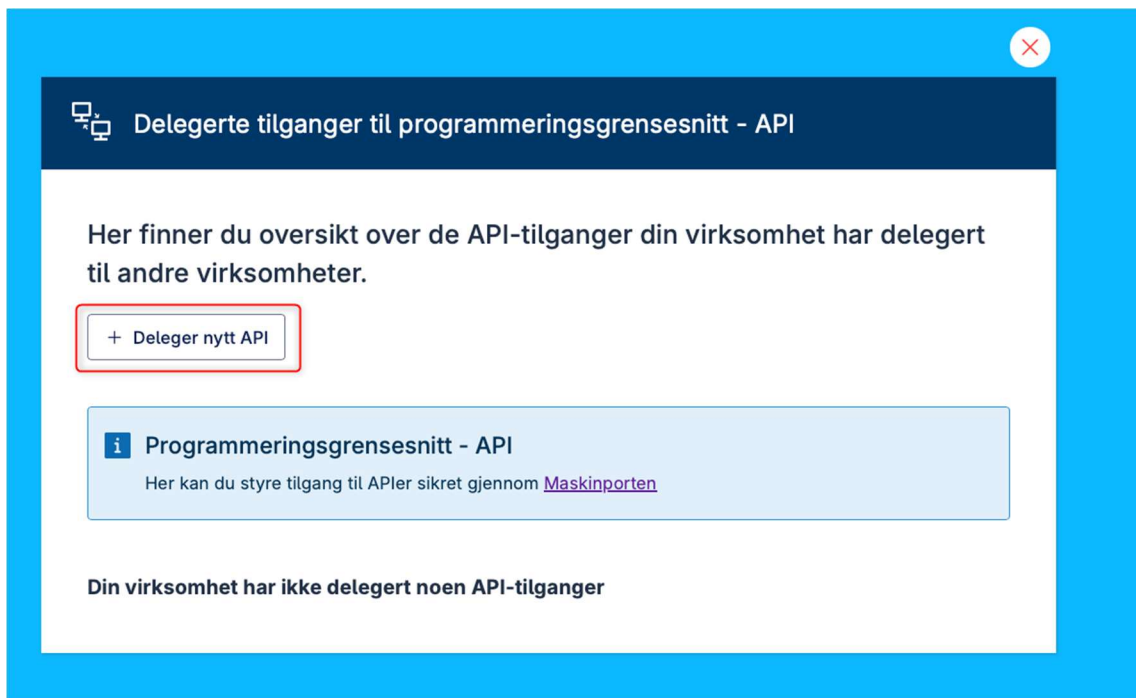 Delegerte tilganger til programmeringsgrensesnitt - API
Her finner du oversikt over de API-tilganger din virksomhet har delegert
til andre virksomheter.
+ Deleger nytt API
i Programmeringsgrensesnitt - API
Her kan du styre tilgang til APIer sikret gjennom Maskinporten
Din virksomhet har ikke delegert noen API-tilganger